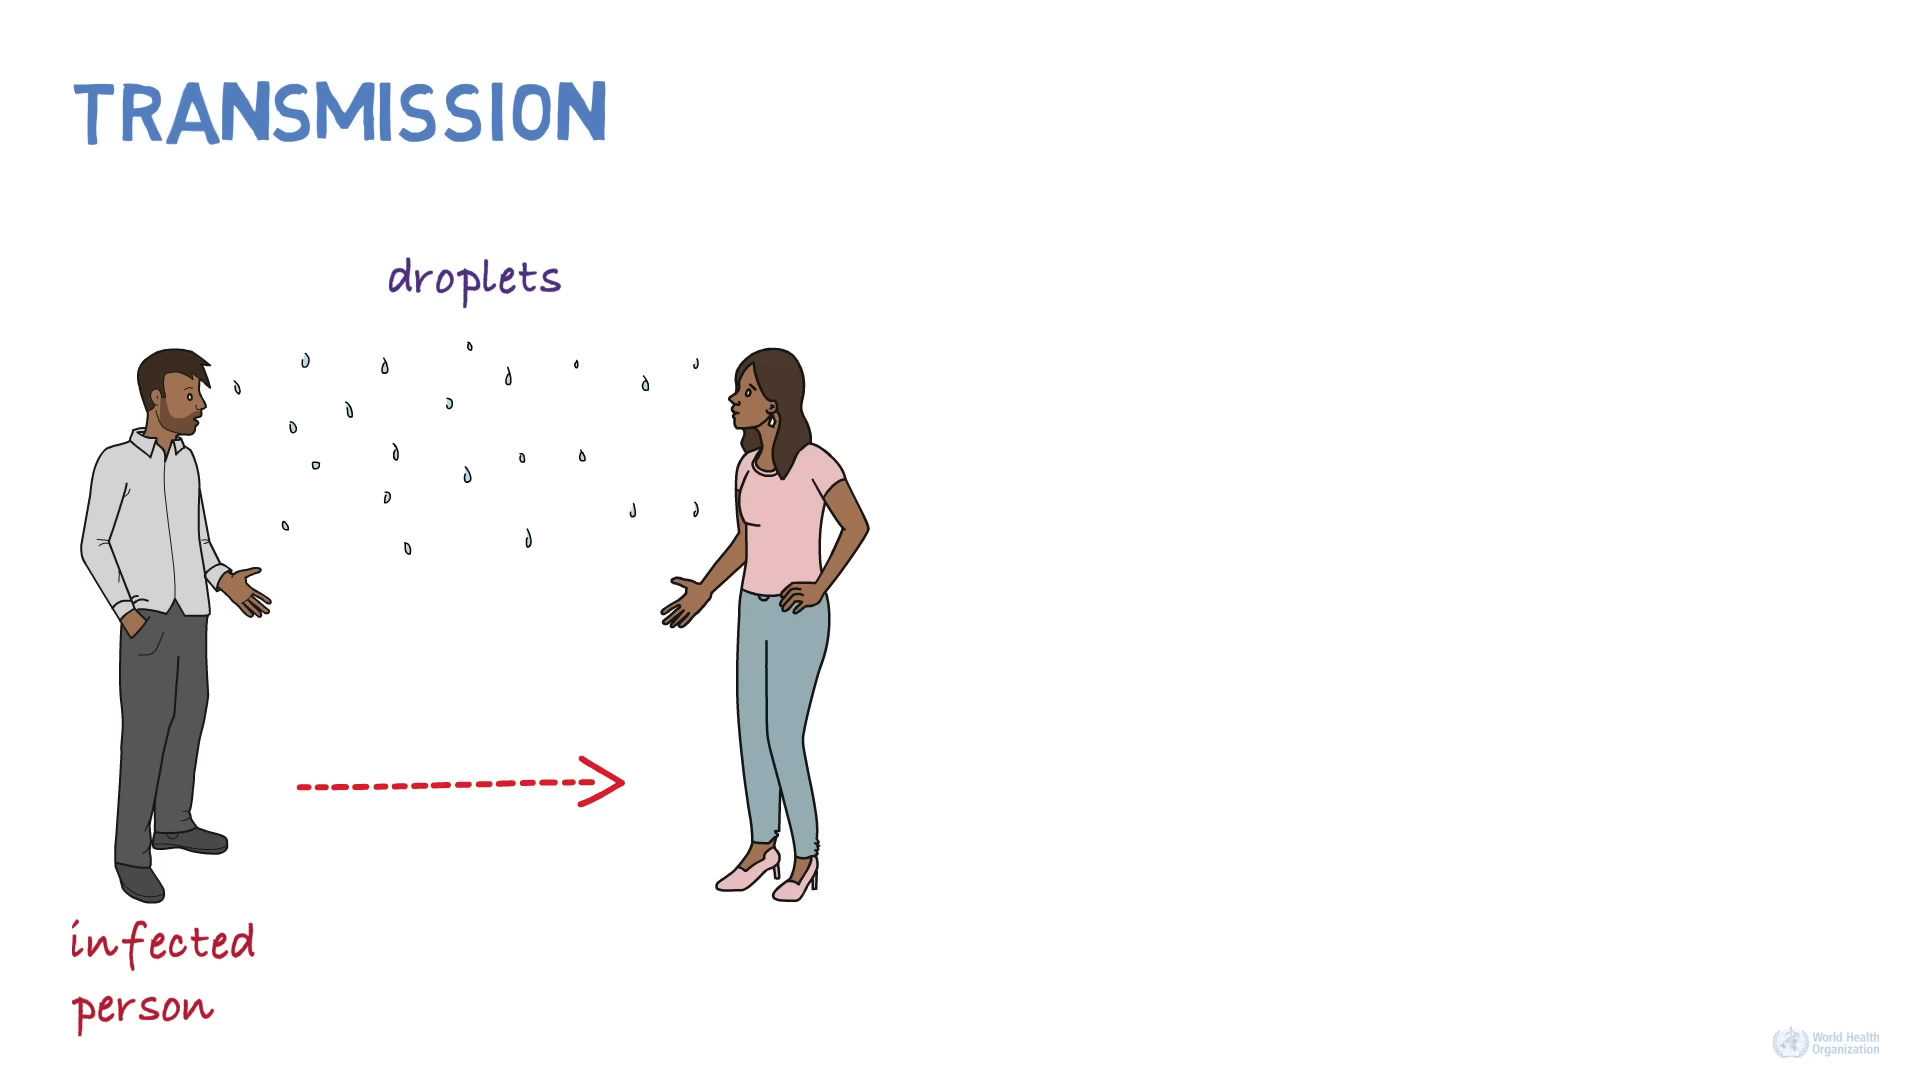 TRANSMISSION
droplets
infected
person
World Health
Organization